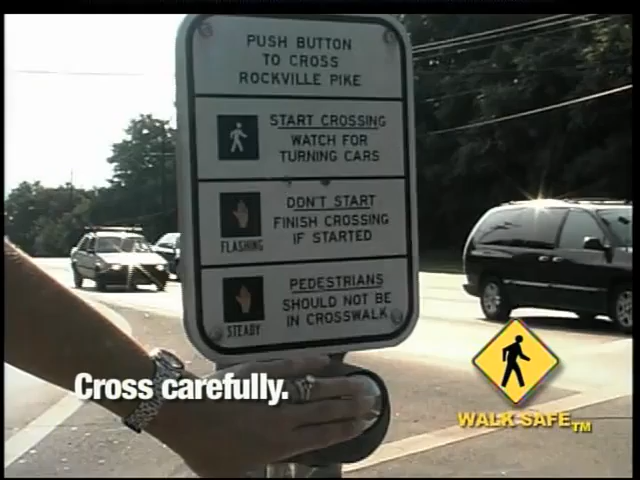 PUSH BUTTON
TO CROSS
ROCKVILLE PIKE
START CROSSING
WATCH FOR
TURNING CARS
DON'T START
FINISH CROSSING
IF STARTED
FLASHING
PEDESTRIANS
SHOULD NOT BE
IN CROSSWALK
STEADY
Cross carefully.
WALK SAFE TM